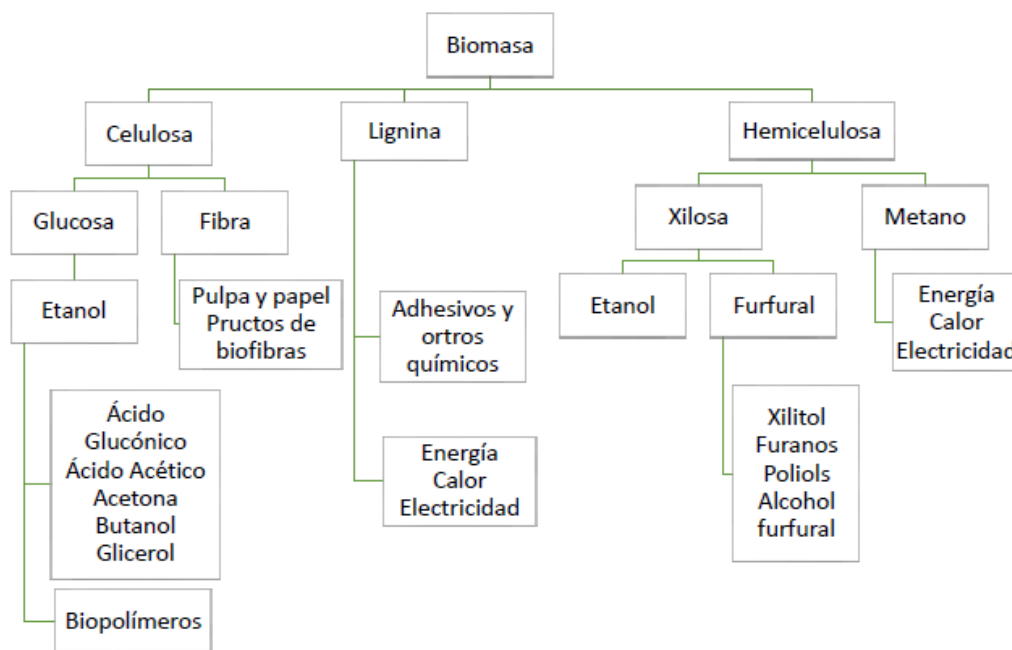 Biomasa
Celulosa
Lignina
Hemicelulosa
Glucosa
Fibra
Xilosa
Metano
Etanol
Pulpa y papel
Pructos de
biofibras
Adhesivos y
ortros
químicos
Etanol
Furfural
Energía
Calor
Electricidad
Ácido
Glucónico
Ácido Acético
Acetona
Butanol
Glicerol
Energía
Calor
Electricidad
Xilitol
Furanos
Poliols
Alcohol
furfural
Biopolímeros